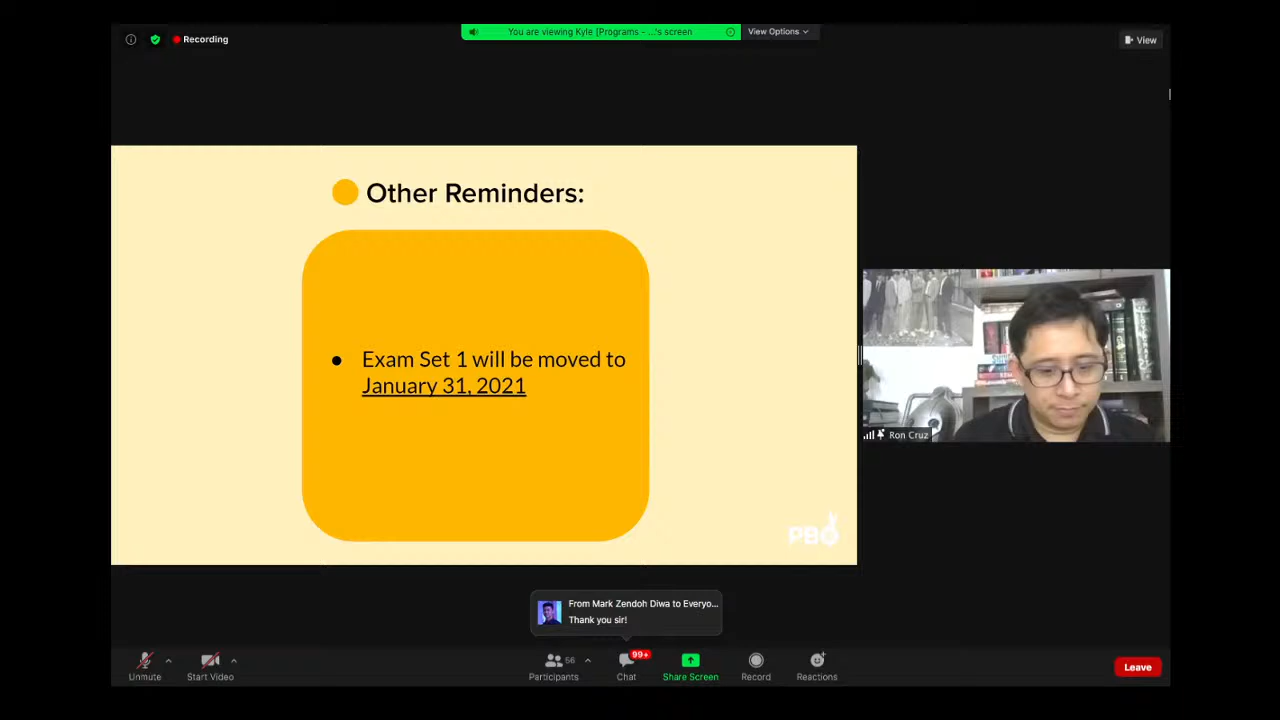 Recording
You are viewing Kyle [Programs - ...'s screen
View Options
View
Other Reminders:
● Exam Set 1 will be moved to
January 31, 2021
Ron Cruz
PBO
From Mark Zendoh Diwa to Everyo...
Thank you sir!
Unmute
Start Video
56
Participants
99+
Chat
Share Screen
Record
Reactions
Leave